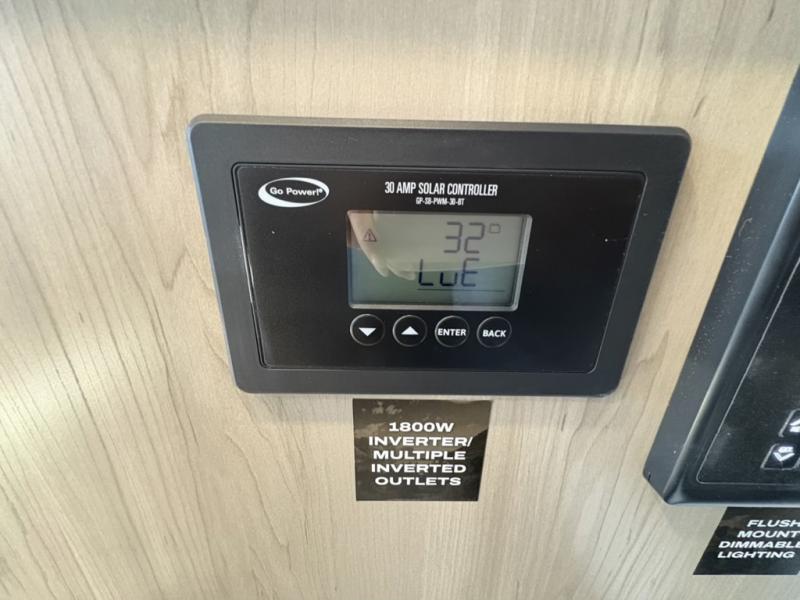 Go Power!®
30 AMP SOLAR CONTROLLER
GP-SB-PWM-30-BT
32
LuE
ENTER
BACK
1800W
INVERTER/
MULTIPLE
INVERTED
OUTLETS
FLUSH
MOUNT
DIMMABLE
LIGHTING